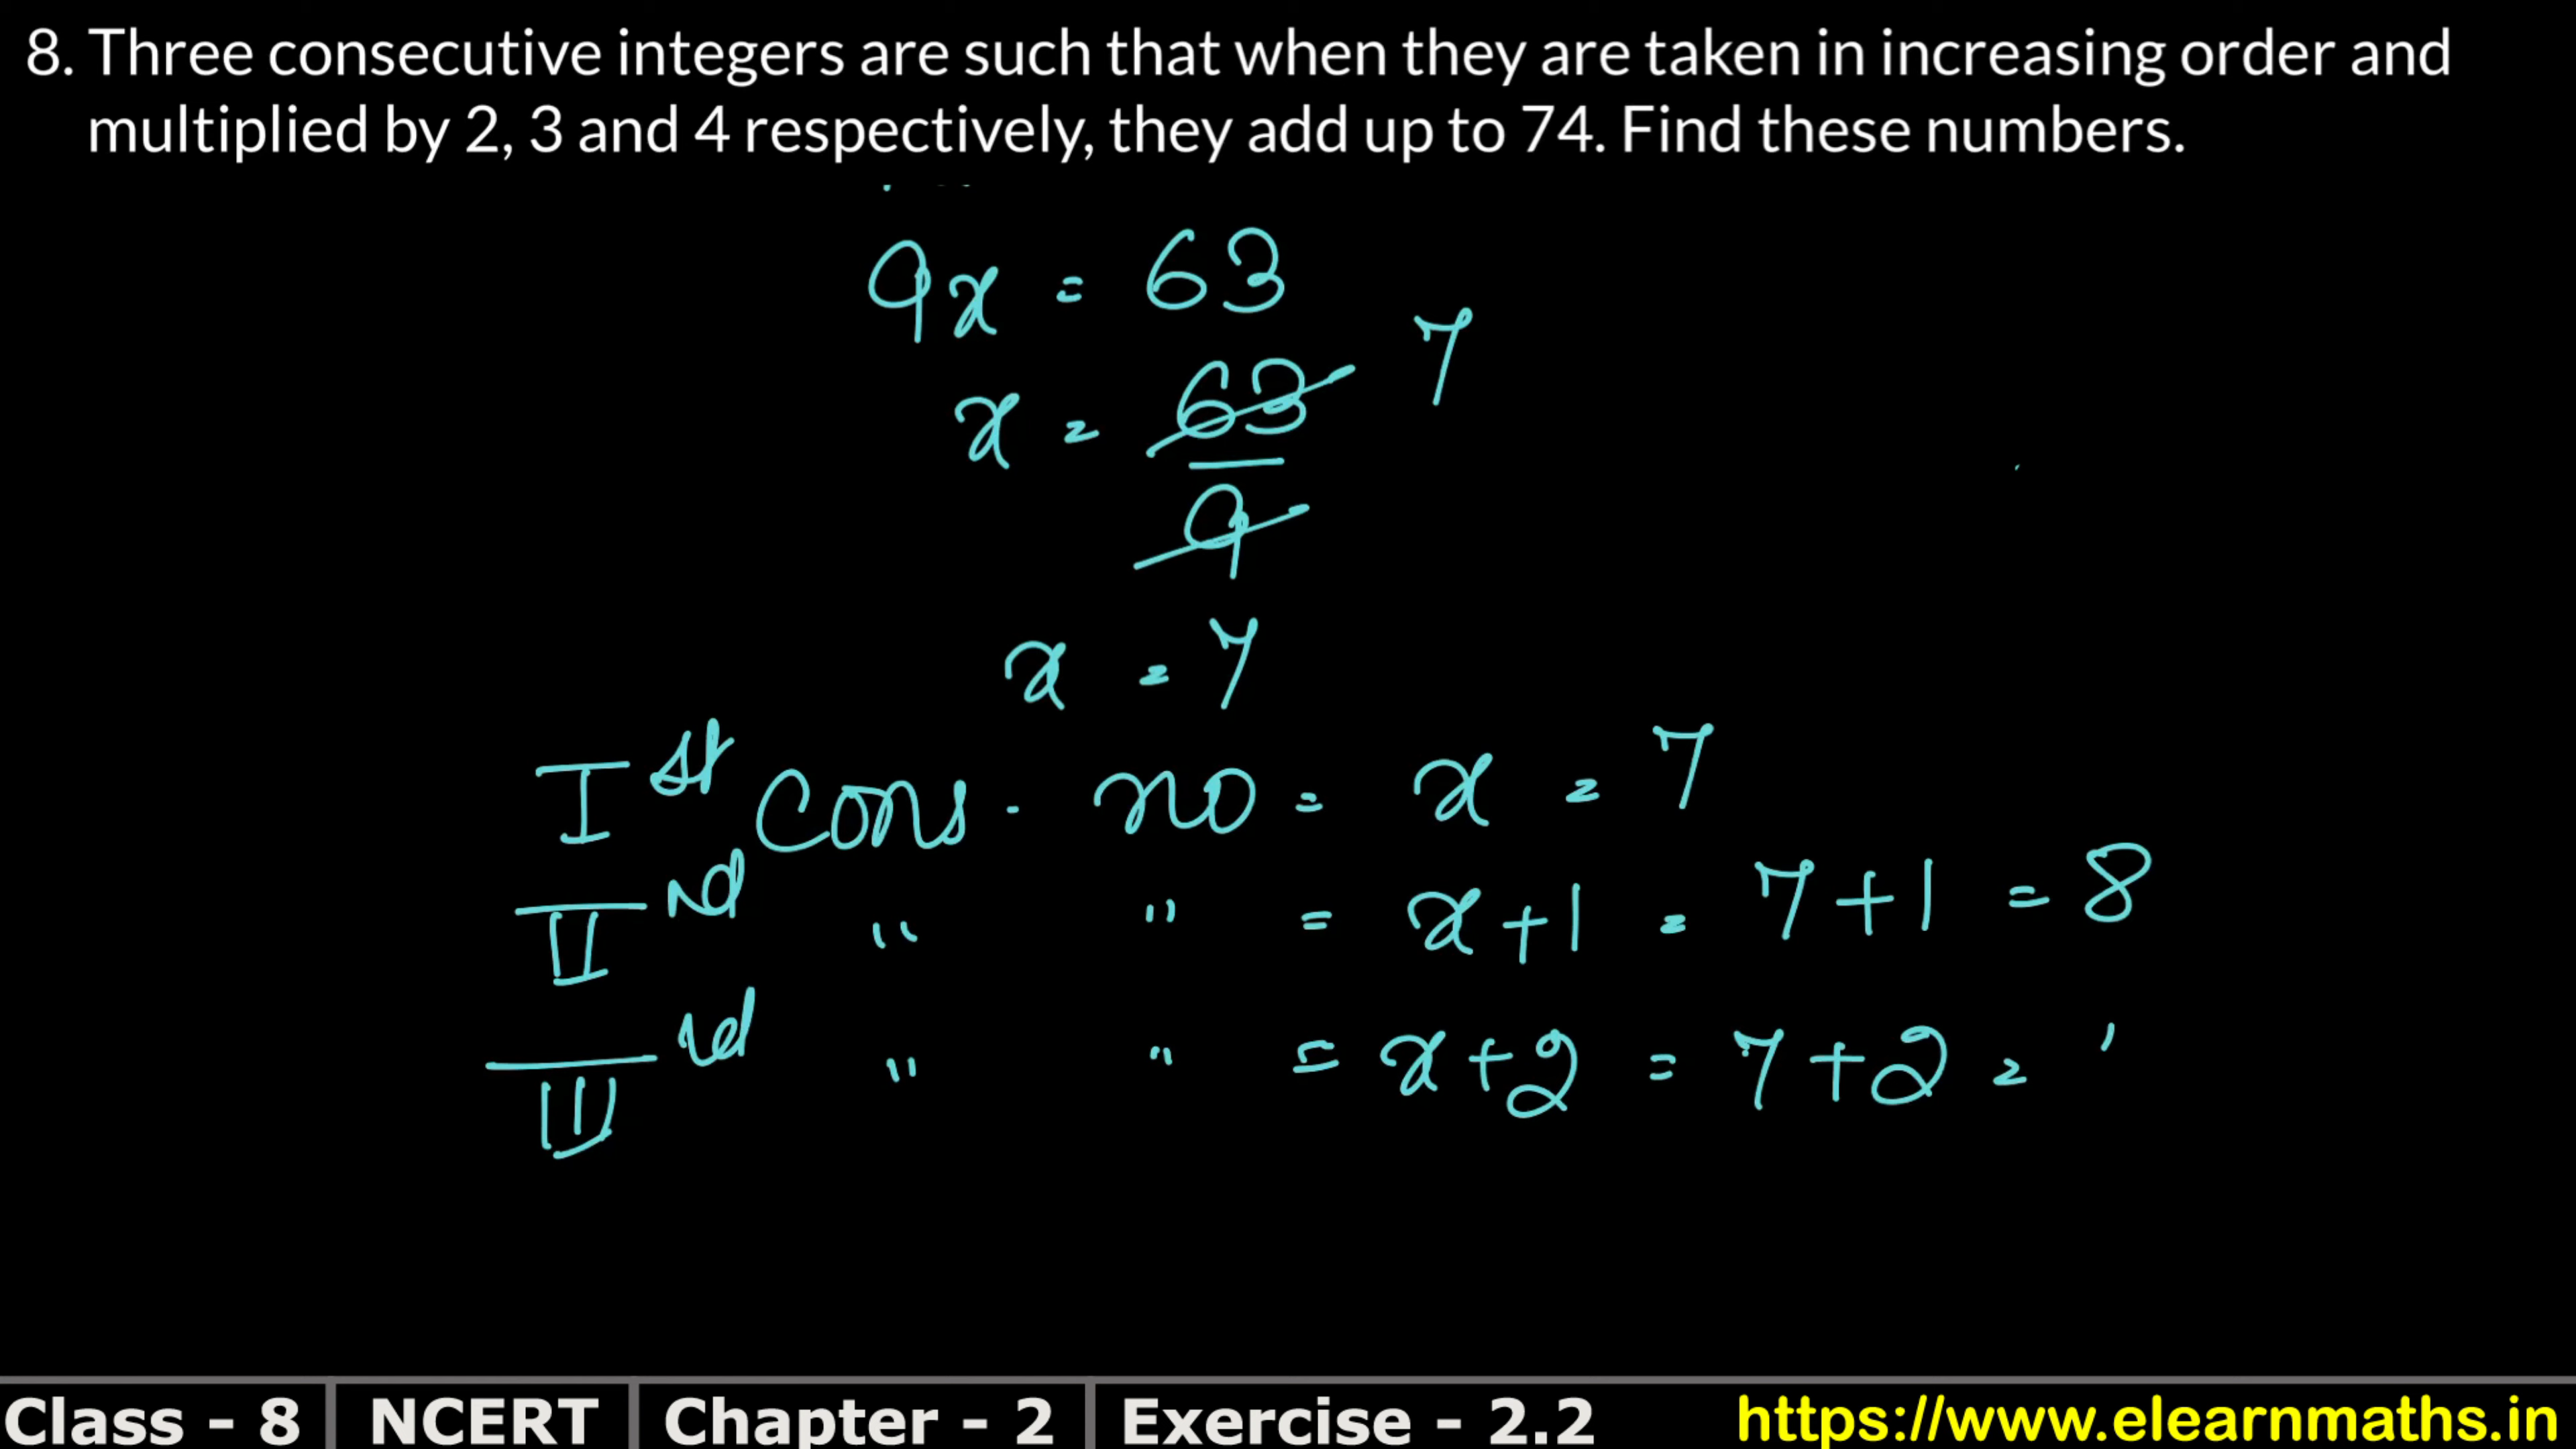 8. Three consecutive integers are such that when they are taken in increasing order and
multiplied by 2, 3 and 4 respectively, they add up to 74. Find these numbers.
9x = 63
x = 63/9 7
x = 7
Ist Cons. no = x = 7
IInd " " = x+1 = 7+1 = 8
IIIrd " " = x+2 = 7+2 =
Class - 8 | NCERT | Chapter - 2 | Exercise - 2.2 https://www.elearnmaths.in